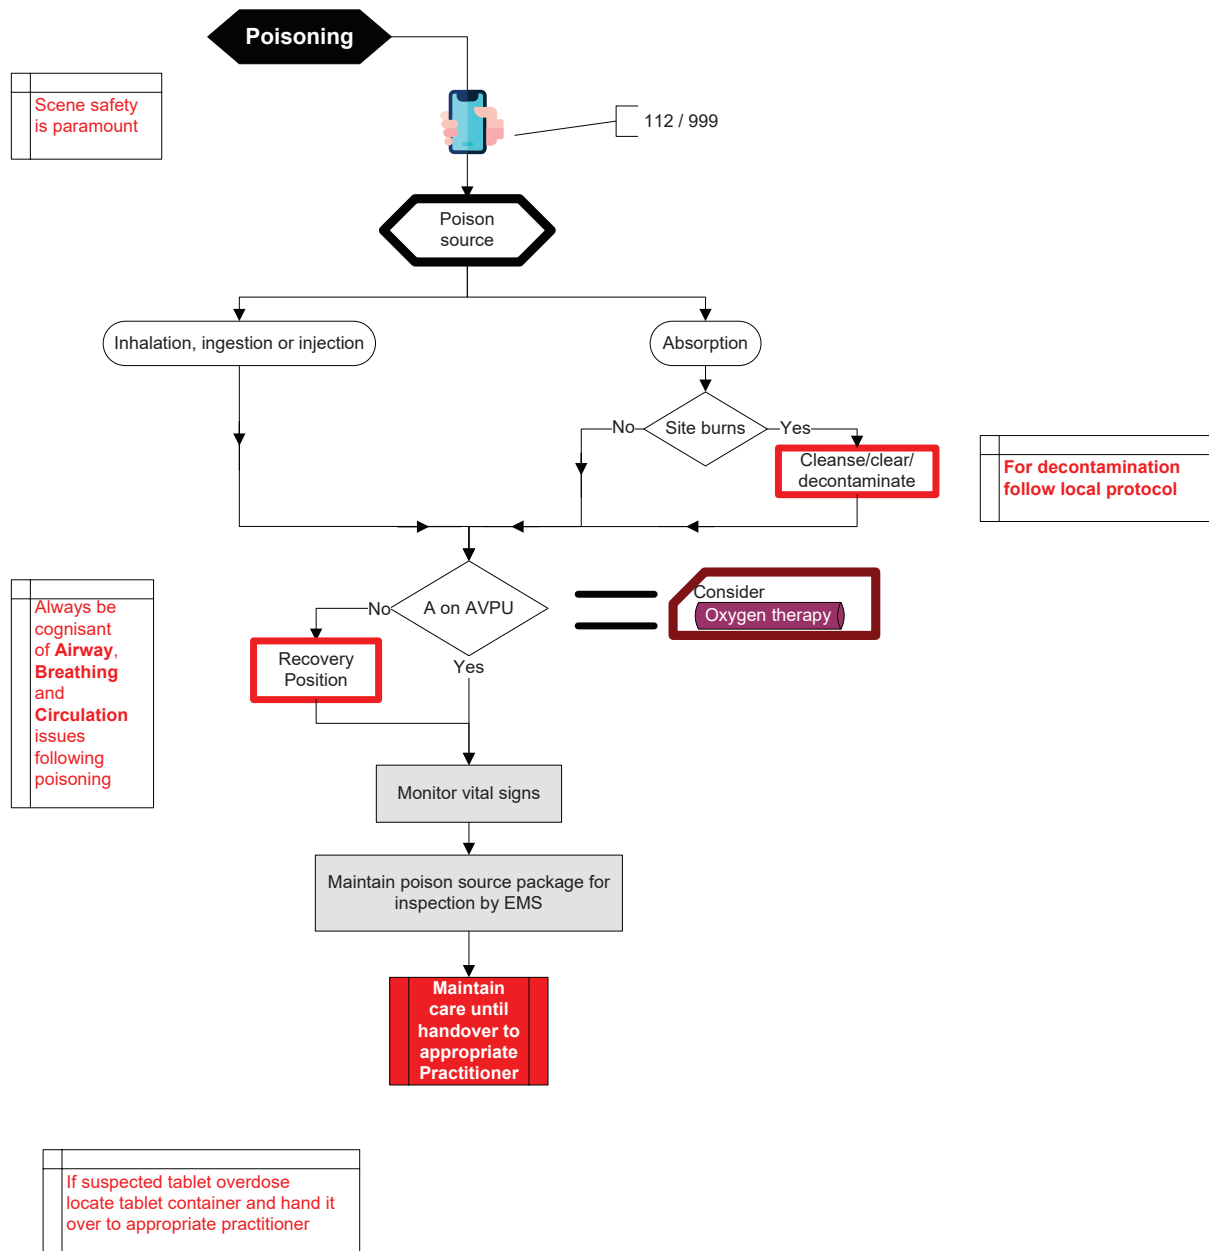 Poisoning
Scene safety
is paramount
112 / 999
Poison
source
Inhalation, ingestion or injection
Absorption
No
Site burns
Yes
Cleanse/clear/
decontaminate
For decontamination
follow local protocol
Always be
cognisant
of Airway,
Breathing
and
Circulation
issues
following
poisoning
No
A on AVPU
Yes
Consider
Oxygen therapy
Recovery
Position
Monitor vital signs
Maintain poison source package for
inspection by EMS
Maintain
care until
handover to
appropriate
Practitioner
If suspected tablet overdose
locate tablet container and hand it
over to appropriate practitioner